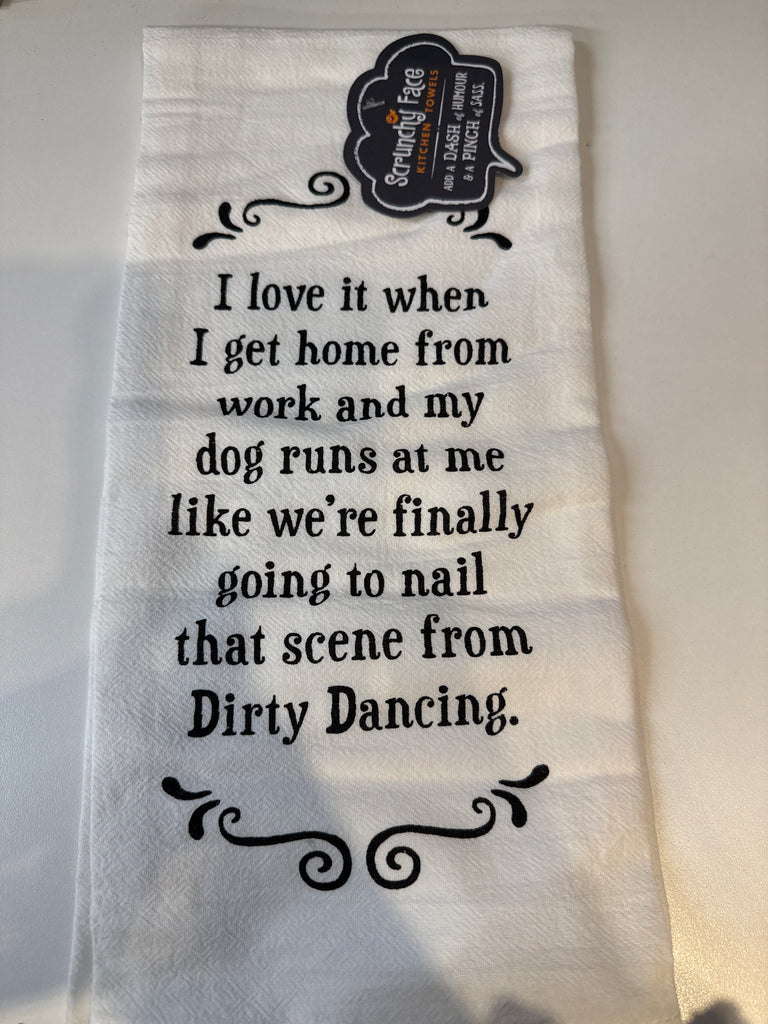 Scrunchy Face
KITCHEN TOWELS
ADD A DASH of HUMOUR
& A PINCH of SASS.
I love it when
I get home from
work and my
dog runs at me
like we're finally
going to nail
that scene from
Dirty Dancing.